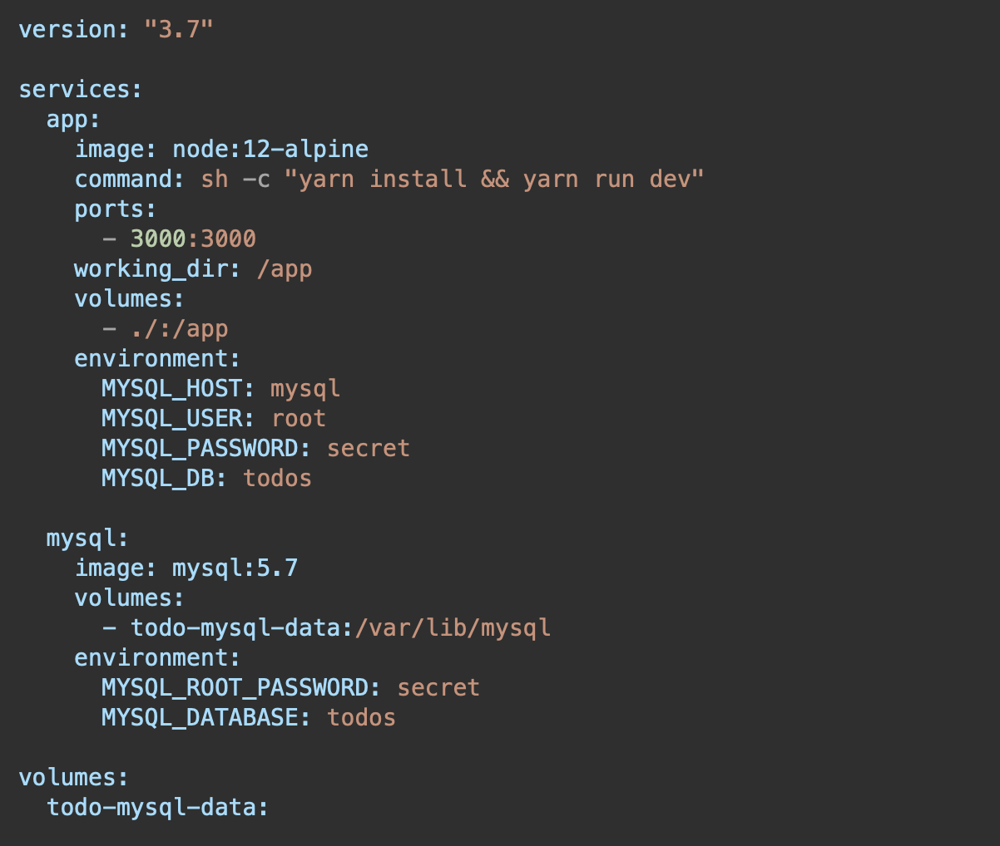 version: "3.7"

services:
  app:
    image: node:12-alpine
    command: sh -c "yarn install && yarn run dev"
    ports:
      - 3000:3000
    working_dir: /app
    volumes:
      - ./:/app
    environment:
      MYSQL_HOST: mysql
      MYSQL_USER: root
      MYSQL_PASSWORD: secret
      MYSQL_DB: todos

  mysql:
    image: mysql:5.7
    volumes:
      - todo-mysql-data:/var/lib/mysql
    environment:
      MYSQL_ROOT_PASSWORD: secret
      MYSQL_DATABASE: todos

volumes:
  todo-mysql-data: